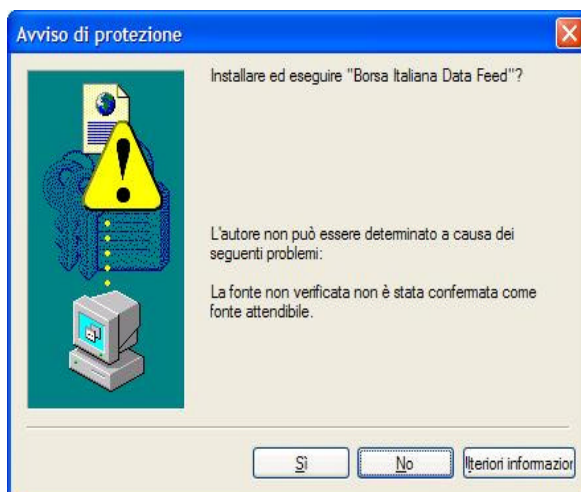 Avviso di protezione
Installare ed eseguire "Borsa Italiana Data Feed"?
L'autore non può essere determinato a causa dei
seguenti problemi:
La fonte non verificata non è stata confermata come
fonte attendibile.
Sì
No
Ulteriori informazion